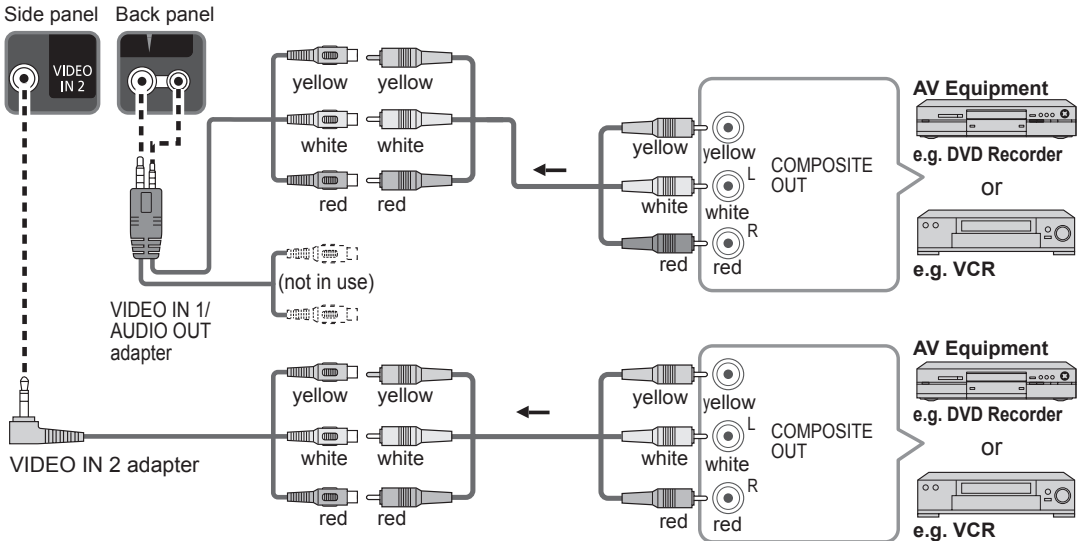 Side panel
Back panel
VIDEO
IN 2
yellow
yellow
white
white
red
red
(not in use)
VIDEO IN 1/
AUDIO OUT
adapter
yellow
yellow
L
white
white
R
red
red
COMPOSITE
OUT
AV Equipment
e.g. DVD Recorder
or
e.g. VCR
yellow
yellow
white
white
red
red
VIDEO IN 2 adapter
yellow
yellow
L
white
white
R
red
red
COMPOSITE
OUT
AV Equipment
e.g. DVD Recorder
or
e.g. VCR